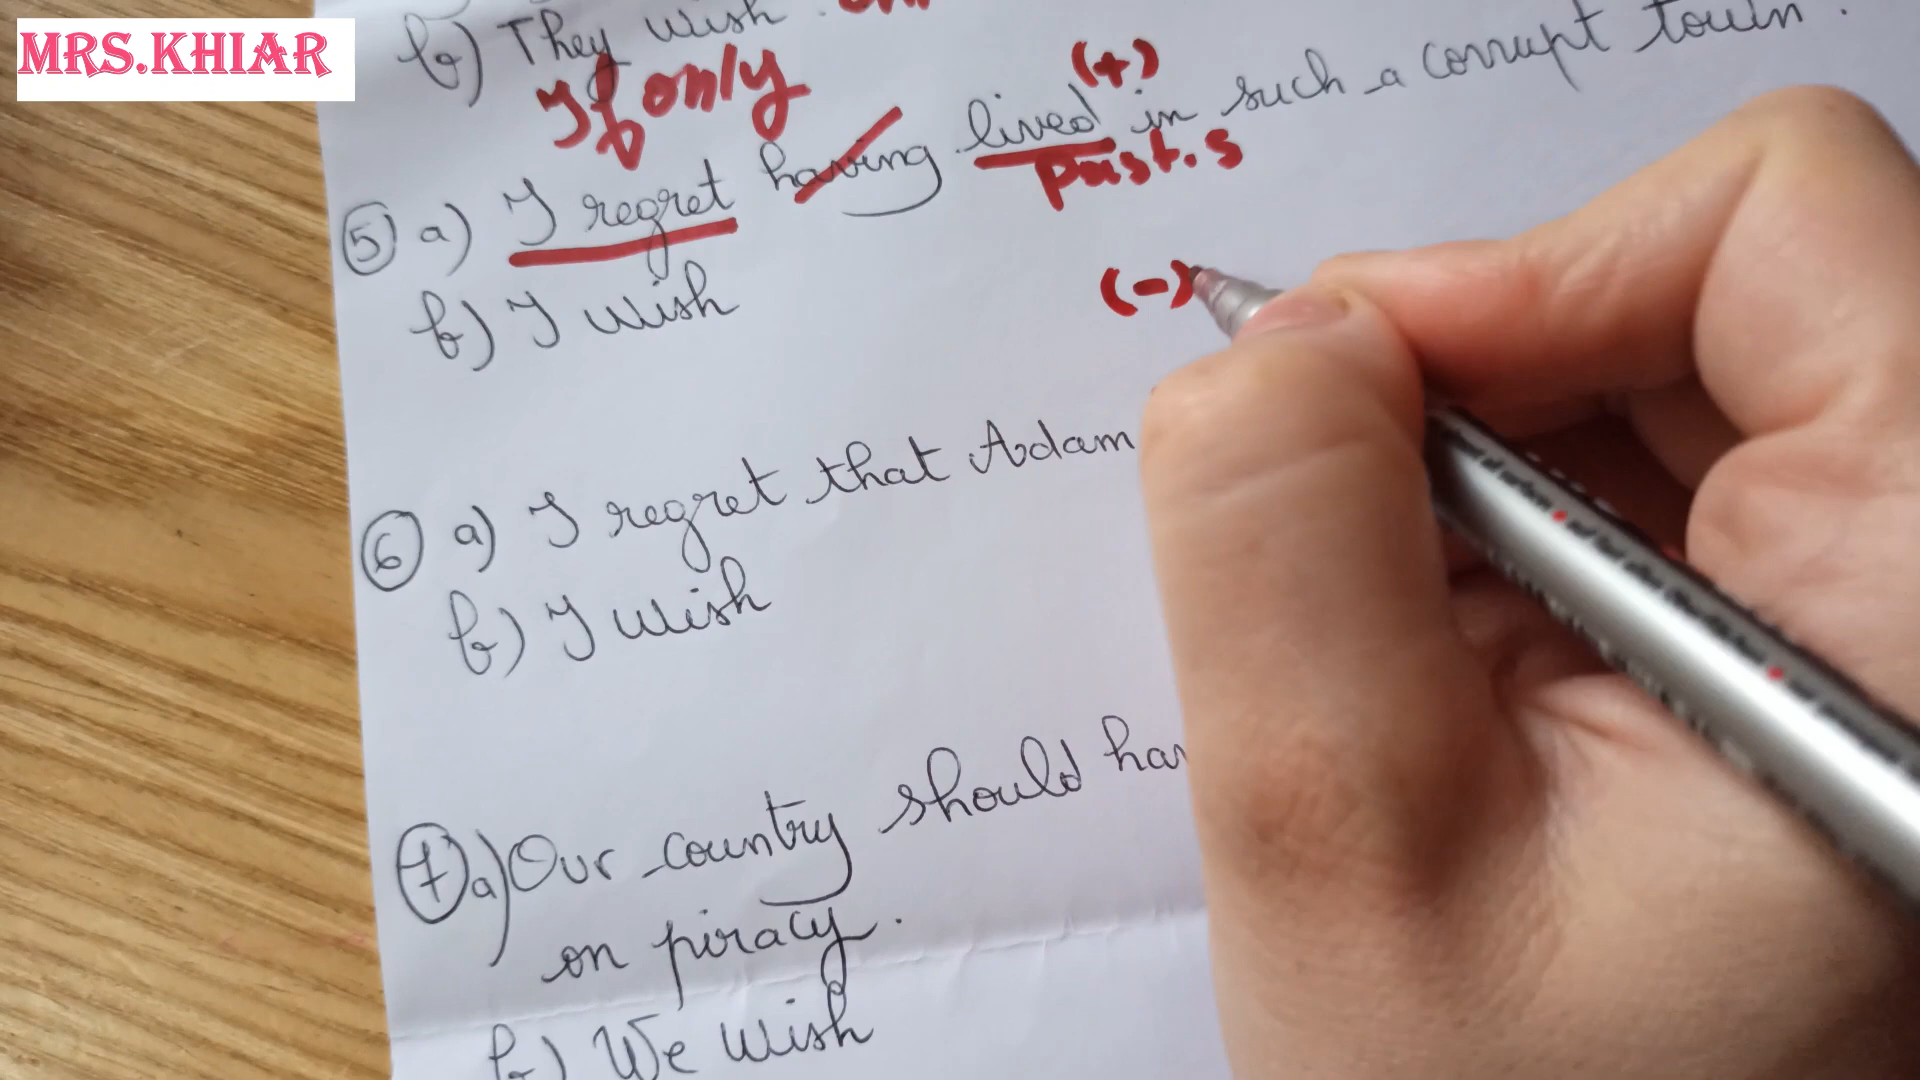 MRS.KHIAR
b) They wish
If only
(+)
5 a) I regret having lived in such a corrupt town.
Past.s
b) I wish
(-)
6 a) I regret that Adam
b) I wish
7 a) Our country should
on piracy.
b) We wish